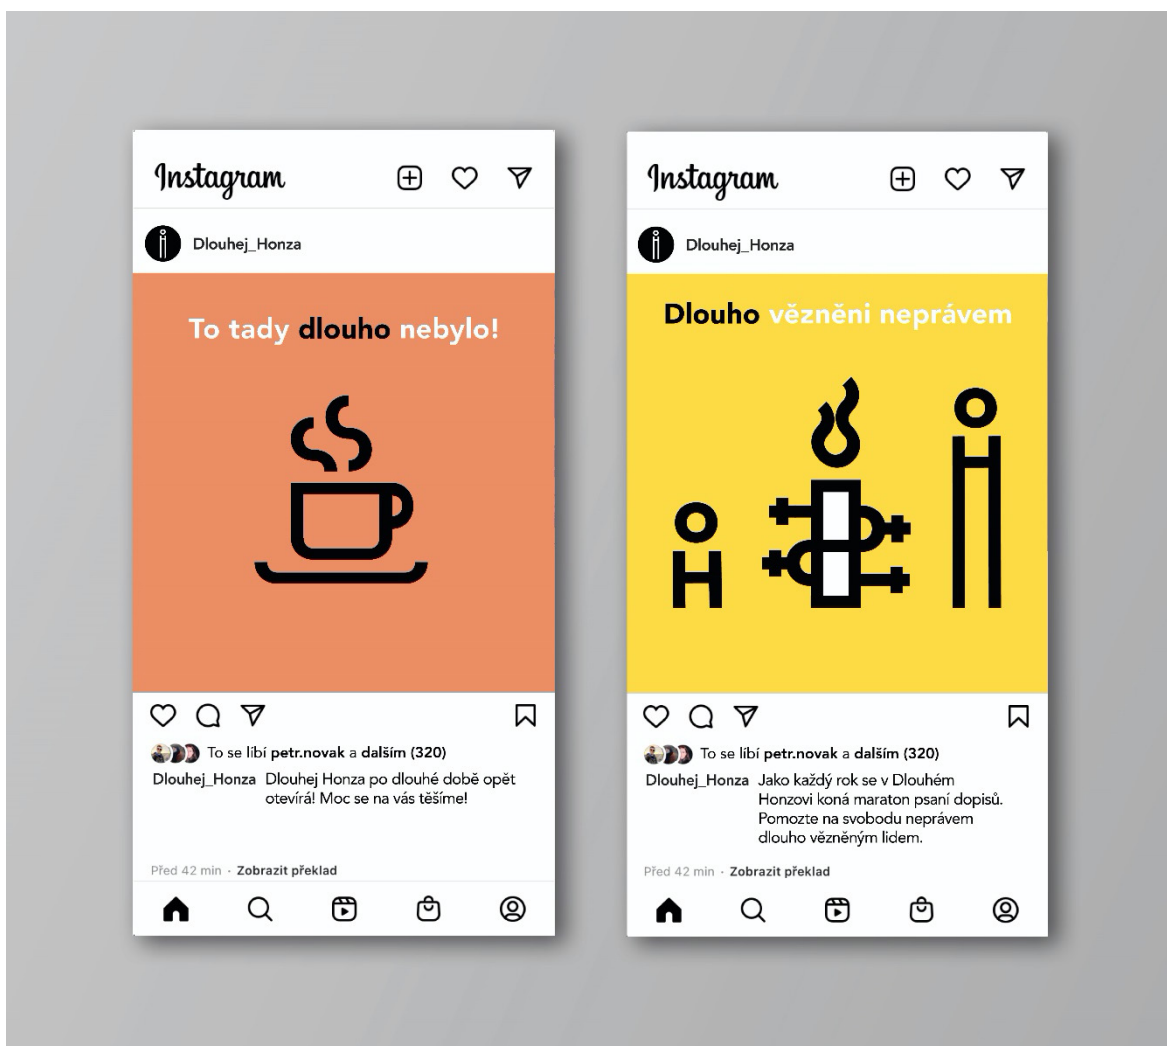 Instagram
Dlouhej_Honza
To tady dlouho nebylo!
To se líbí petr.novak a dalším (320)
Dlouhej_Honza Dlouhej Honza po dlouhé době opět
otevírá! Moc se na vás těšíme!
Před 42 min · Zobrazit překlad
Instagram
Dlouhej_Honza
Dlouho vězněni neprávem
To se líbí petr.novak a dalším (320)
Dlouhej_Honza Jako každý rok se v Dlouhém
Honzovi koná maraton psaní dopisů.
Pomozte na svobodu neprávem
dlouho vězněným lidem.
Před 42 min · Zobrazit překlad